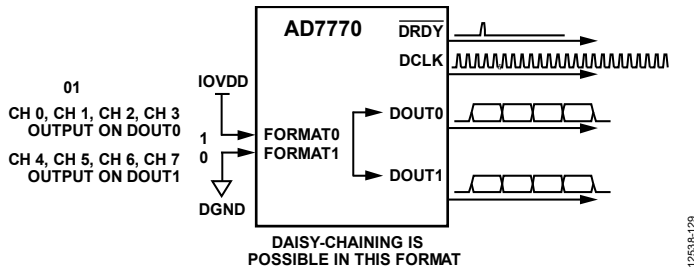 AD7770
DRDY
DCLK
01
IOVDD
CH 0, CH 1, CH 2, CH 3
OUTPUT ON DOUT0
1
FORMAT0
DOUT0
CH 4, CH 5, CH 6, CH 7
OUTPUT ON DOUT1
0
FORMAT1
DOUT1
DGND
DAISY-CHAINING IS
POSSIBLE IN THIS FORMAT
12538-129